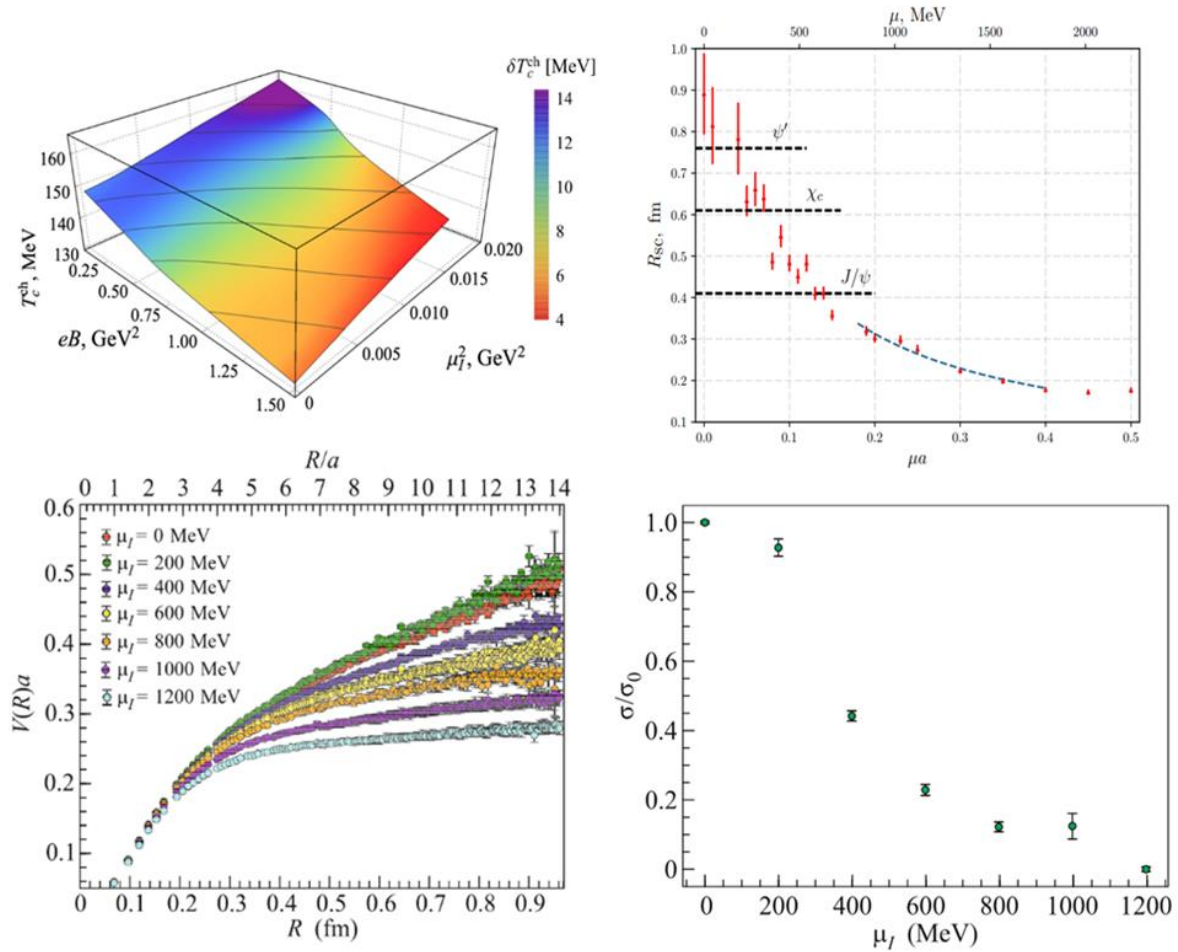 δT_c^ch [MeV]
14
12
10
8
6
4
160
150
140
130
T_c^ch, MeV
0.25
0.50
0.75
1.00
1.25
1.50
eB, GeV²
0
0.005
0.010
0.015
0.020
μ_I², GeV²
μ, MeV
0 500 1000 1500 2000
1.0
0.9
0.8
0.7
0.6
0.5
0.4
0.3
0.2
0.1
R_SC, fm
ψ′
χ_c
J/ψ
0.0 0.1 0.2 0.3 0.4 0.5
μa
R/a
0 1 2 3 4 5 6 7 8 9 10 11 12 13 14
0.6
0.5
0.4
0.3
0.2
0.1
V(R)a
μ_I = 0 MeV
μ_I = 200 MeV
μ_I = 400 MeV
μ_I = 600 MeV
μ_I = 800 MeV
μ_I = 1000 MeV
μ_I = 1200 MeV
0 0.1 0.2 0.3 0.4 0.5 0.6 0.7 0.8 0.9
R (fm)
1.0
0.8
0.6
0.4
0.2
0
σ/σ₀
0 200 400 600 800 1000 1200
μ_I (MeV)